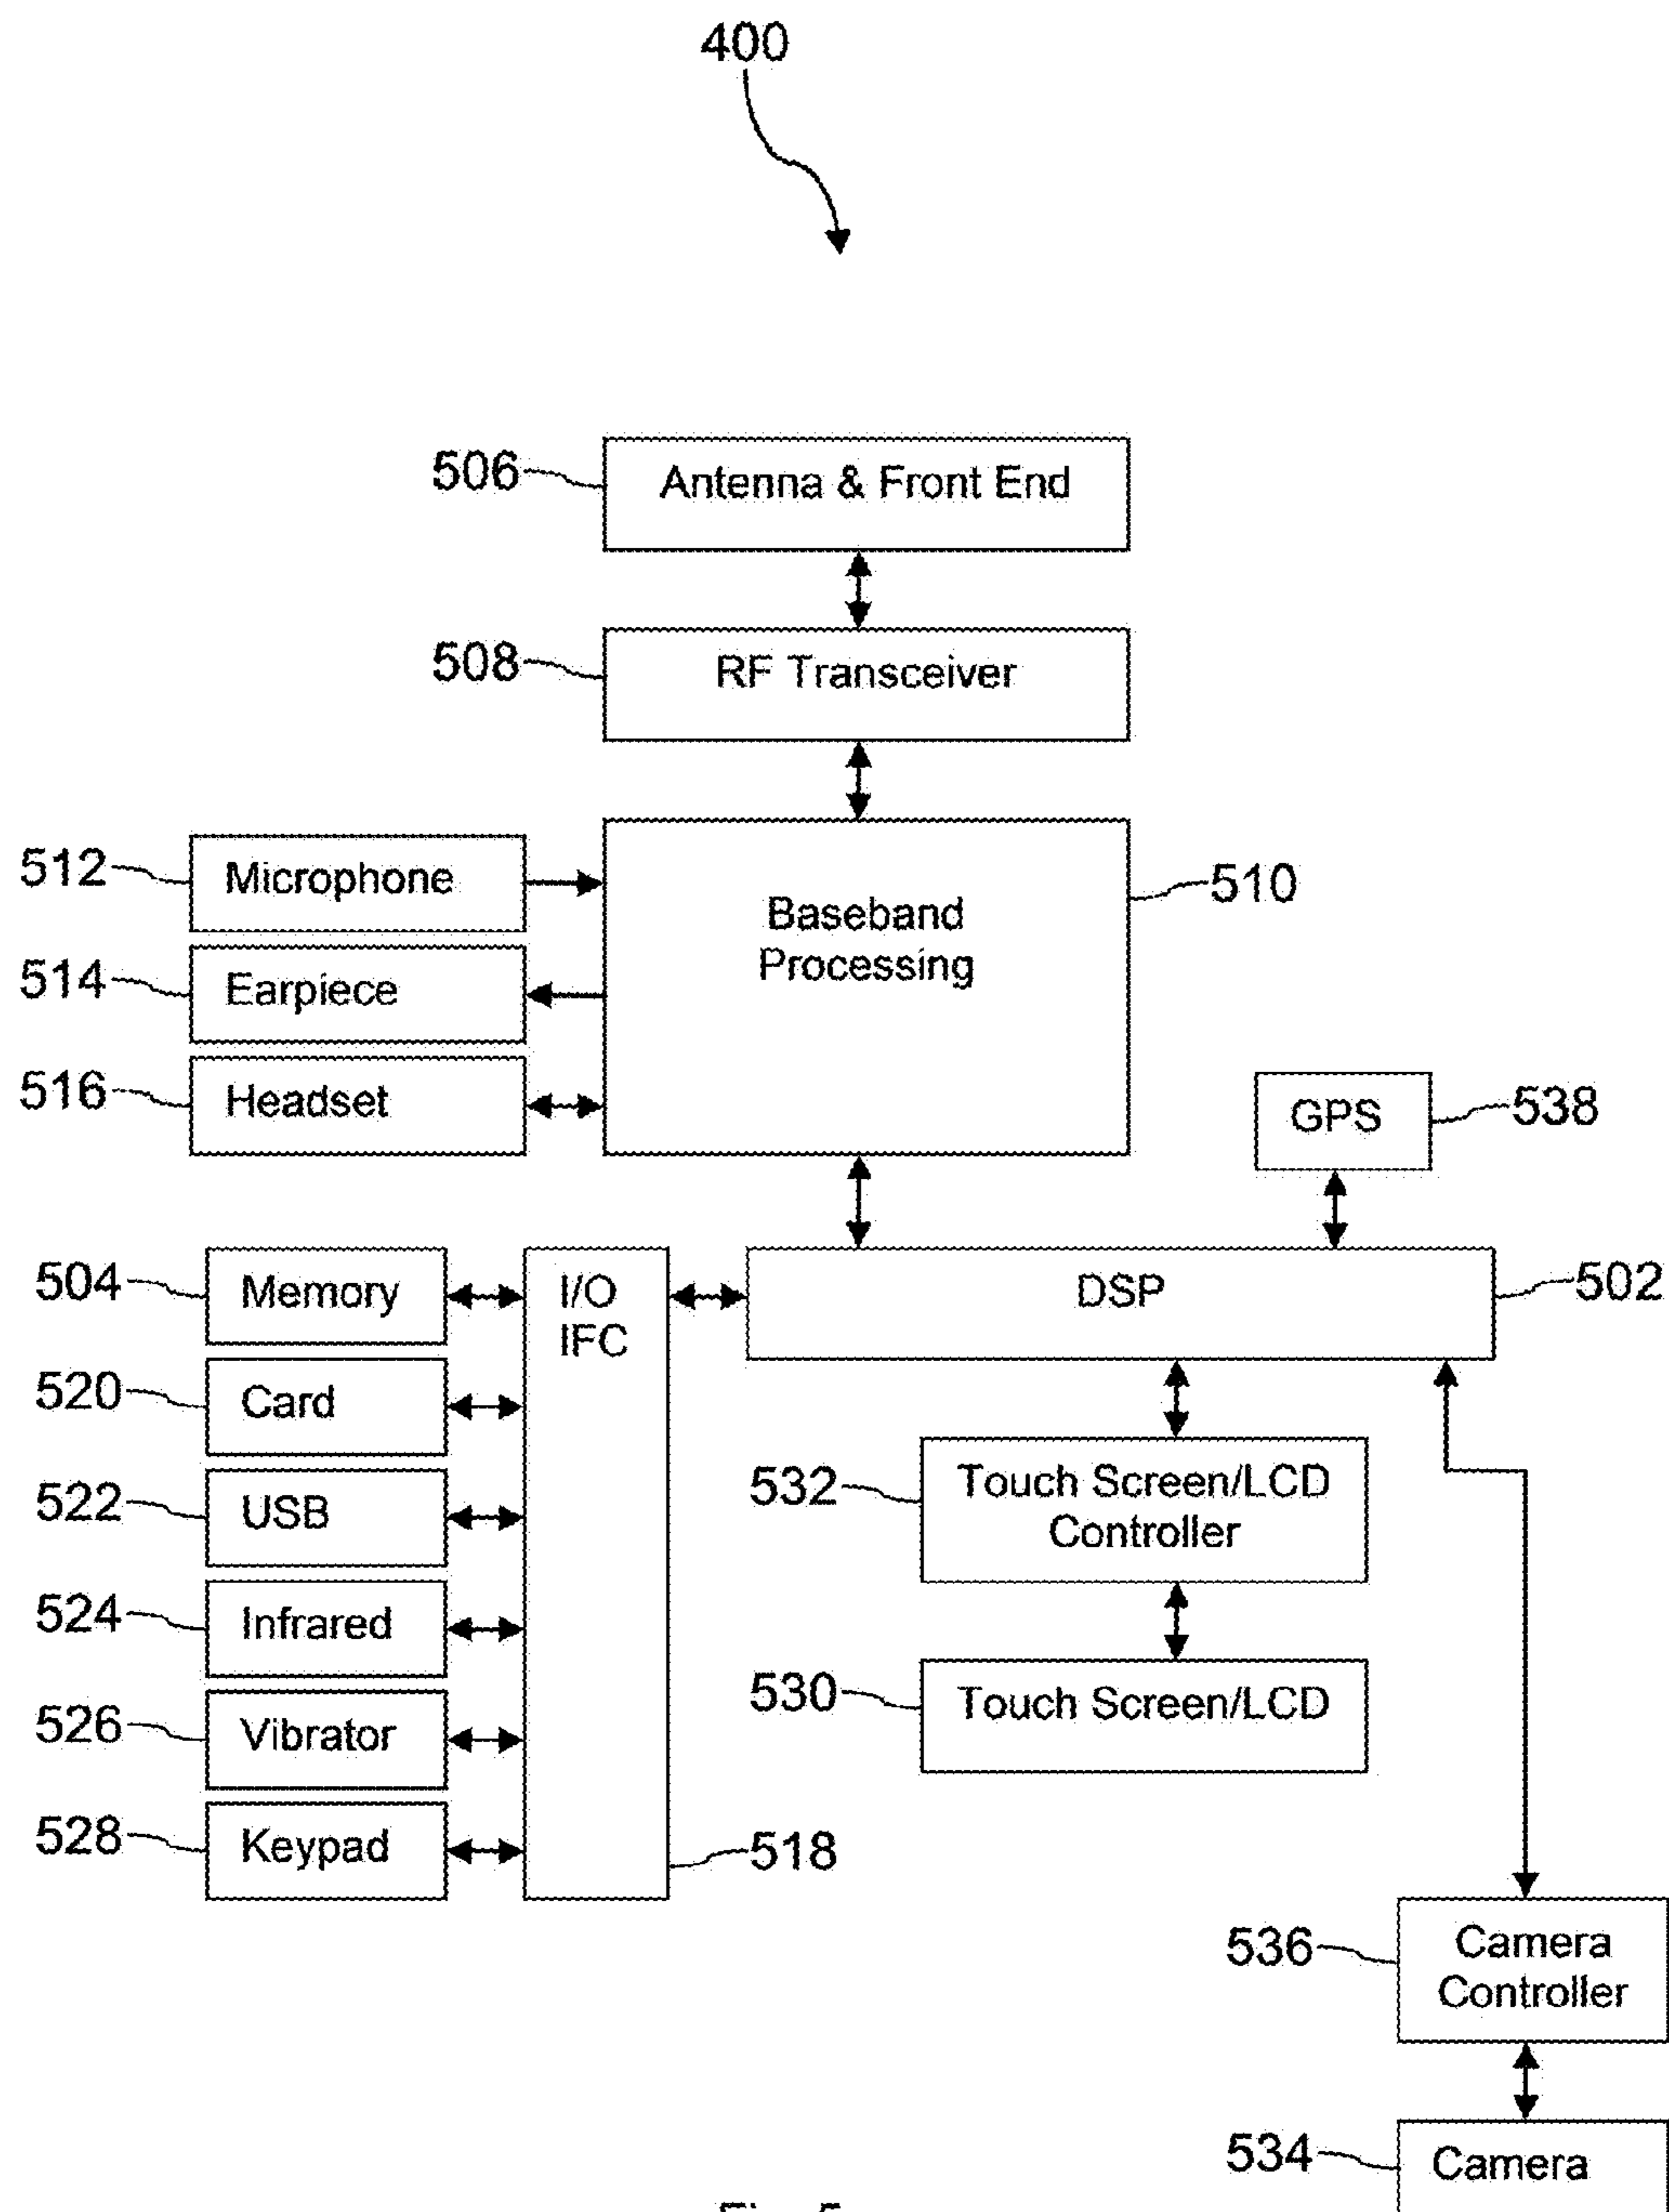 400
506
Antenna & Front End
508
RF Transceiver
512
Microphone
Baseband
Processing
510
514
Earpiece
516
Headset
GPS
538
504
Memory
I/O
IFC
DSP
502
520
Card
522
USB
532
Touch Screen/LCD
Controller
524
Infrared
530
Touch Screen/LCD
526
Vibrator
528
Keypad
518
536
Camera
Controller
534
Camera